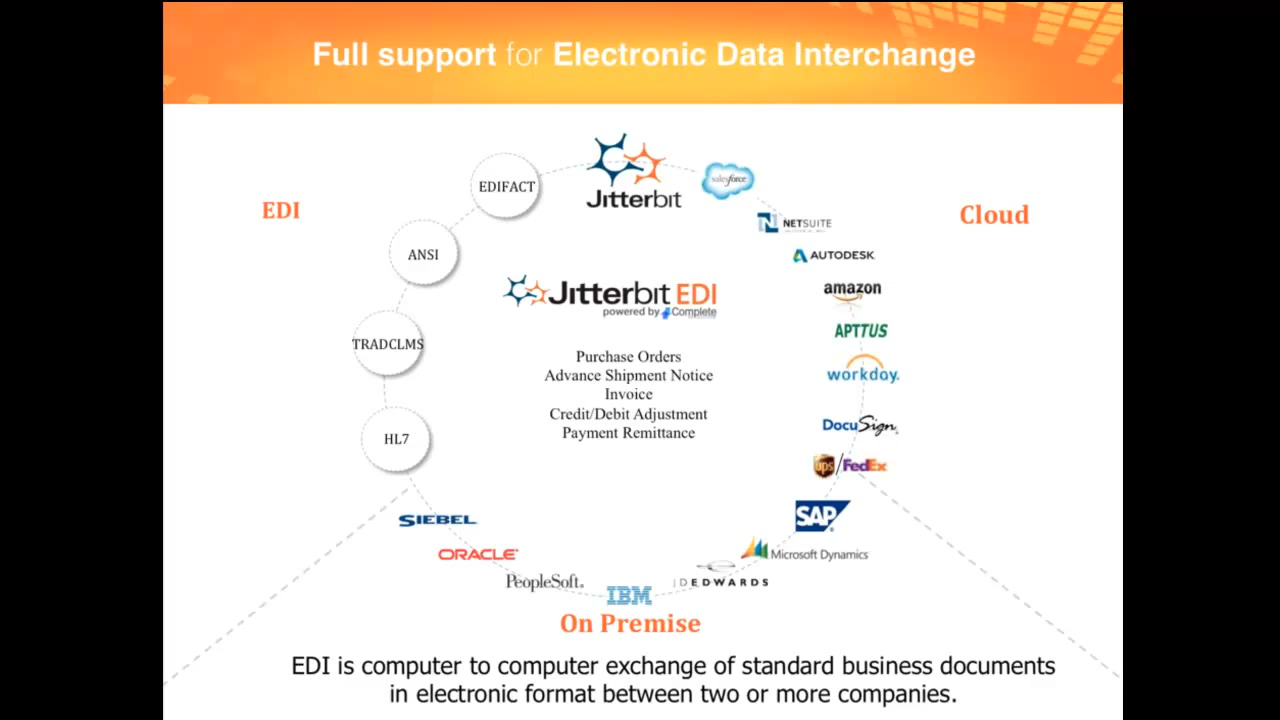 Full support for Electronic Data Interchange
EDI
EDIFACT
ANSI
TRADCLMS
HL7
Jitterbit
Jitterbit EDI
powered by Complete
Purchase Orders
Advance Shipment Notice
Invoice
Credit/Debit Adjustment
Payment Remittance
Cloud
salesforce
N NETSUITE
AUTODESK
amazon
APTTUS
workday.
DocuSign
ups/FedEx
SAP
Microsoft Dynamics
JDEDWARDS
IBM
PeopleSoft.
ORACLE
SIEBEL
On Premise
EDI is computer to computer exchange of standard business documents
in electronic format between two or more companies.